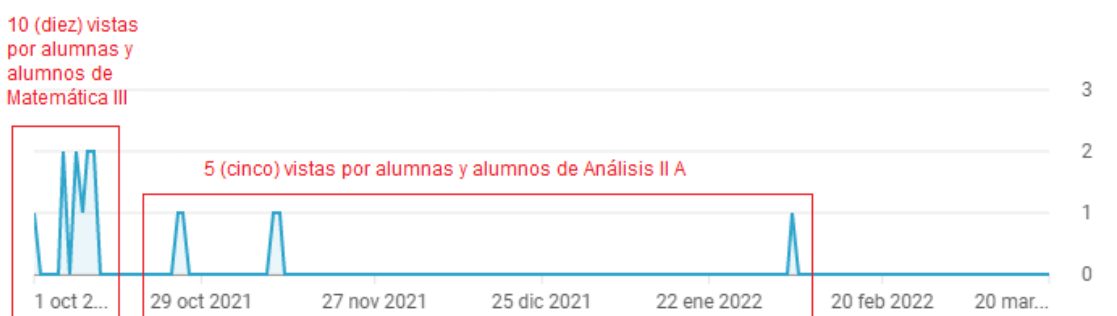 10 (diez) vistas
por alumnas y
alumnos de
Matemática III
3
2
5 (cinco) vistas por alumnas y alumnos de Análisis II A
1
0
1 oct 2... 29 oct 2021 27 nov 2021 25 dic 2021 22 ene 2022 20 feb 2022 20 mar...